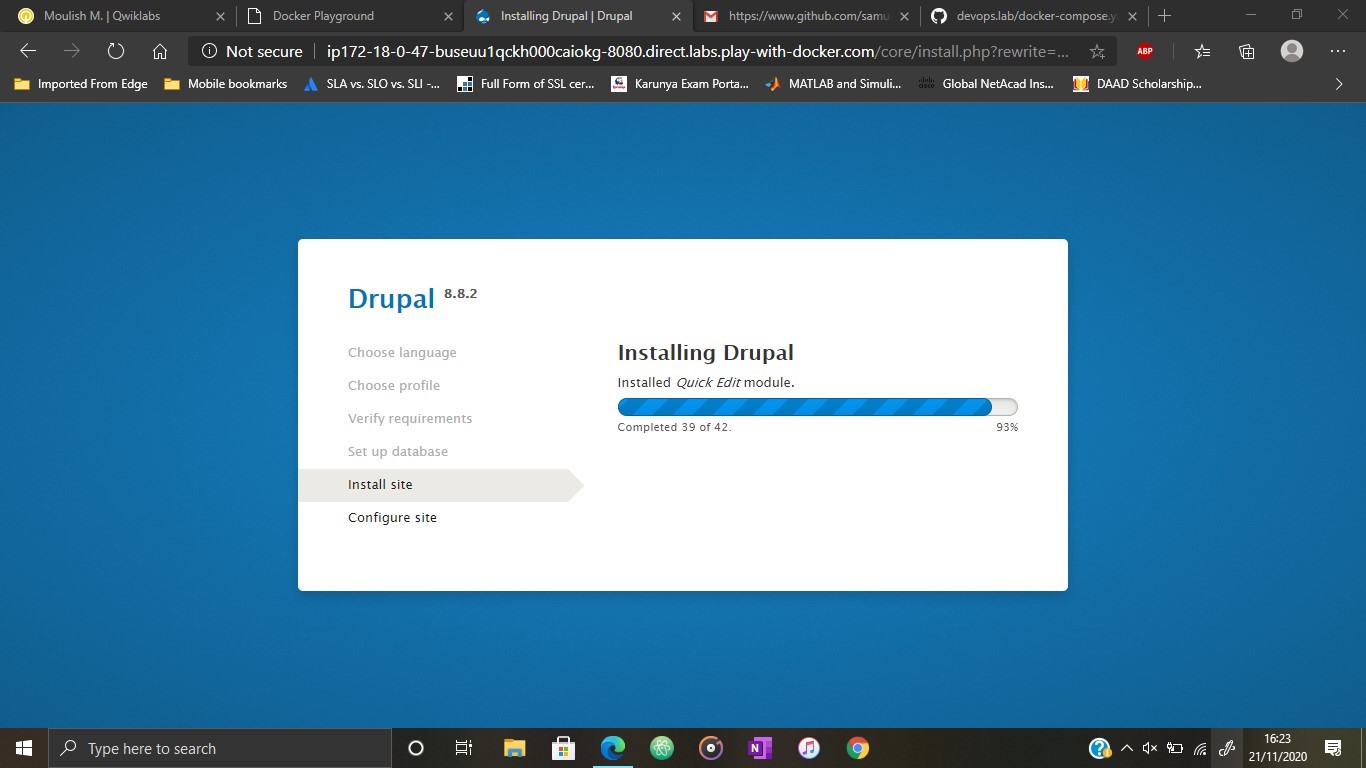 Moulish M. | Qwiklabs
Docker Playground
Installing Drupal | Drupal
https://www.github.com/samu
devops.lab/docker-compose.y
Not secure
ip172-18-0-47-buseuu1qckh000caiokg-8080.direct.labs.play-with-docker.com/core/install.php?rewrite=...
ABP
Imported From Edge
Mobile bookmarks
SLA vs. SLO vs. SLI -...
Full Form of SSL cer...
Karunya Exam Porta...
MATLAB and Simuli...
Global NetAcad Ins...
DAAD Scholarship...
Drupal 8.8.2
Choose language
Choose profile
Verify requirements
Set up database
Install site
Configure site
Installing Drupal
Installed Quick Edit module.
Completed 39 of 42.
93%
Type here to search
16:23
21/11/2020